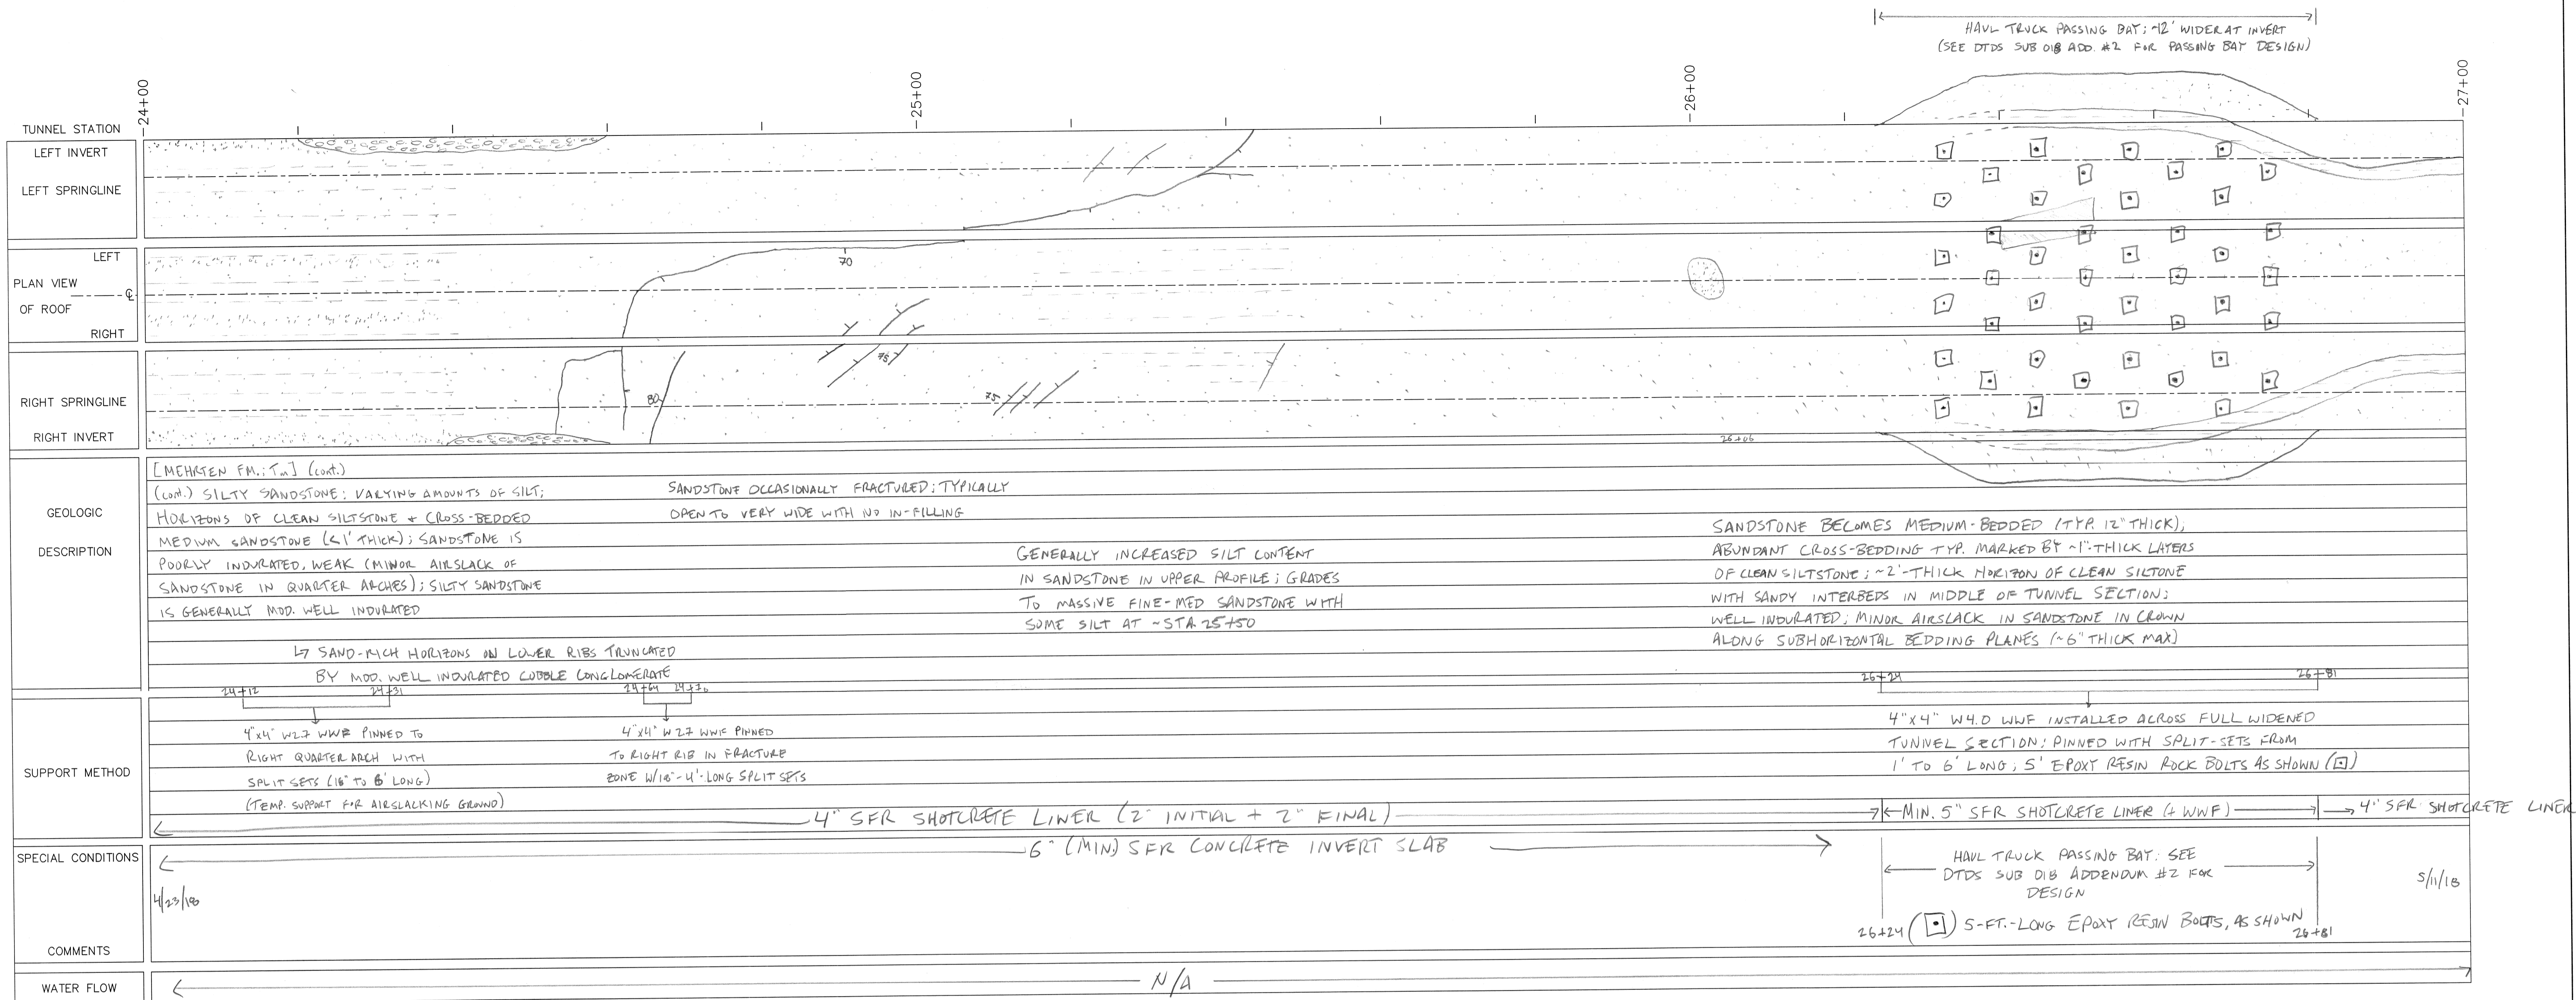 HAUL TRUCK PASSING BAY; ~12' WIDER AT INVERT
(SEE DTDS SUB 01B ADD. #2 FOR PASSING BAY DESIGN)
TUNNEL STATION
24+00
25+00
26+00
27+00
LEFT INVERT
LEFT SPRINGLINE
LEFT
PLAN VIEW
℄
OF ROOF
RIGHT
70
75
RIGHT SPRINGLINE
80
75
RIGHT INVERT
26+06
GEOLOGIC
DESCRIPTION
[MEHRTEN FM.; Tm] (cont.)
(cont.) SILTY SANDSTONE: VARYING AMOUNTS OF SILT;
HORIZONS OF CLEAN SILTSTONE + CROSS-BEDDED
MEDIUM SANDSTONE (≤1' THICK); SANDSTONE IS
POORLY INDURATED, WEAK (MINOR AIRSLACK OF
SANDSTONE IN QUARTER ARCHES); SILTY SANDSTONE
IS GENERALLY MOD. WELL INDURATED
↳ SAND-RICH HORIZONS ON LOWER RIBS TRUNCATED
BY MOD. WELL INDURATED COBBLE CONGLOMERATE
SANDSTONE OCCASIONALLY FRACTURED; TYPICALLY
OPEN TO VERY WIDE WITH NO IN-FILLING
GENERALLY INCREASED SILT CONTENT
IN SANDSTONE IN UPPER PROFILE; GRADES
TO MASSIVE FINE-MED SANDSTONE WITH
SOME SILT AT ~STA 25+50
SANDSTONE BECOMES MEDIUM-BEDDED (TYP. 12" THICK),
ABUNDANT CROSS-BEDDING TYP. MARKED BY ~1"-THICK LAYERS
OF CLEAN SILTSTONE; ~2'-THICK HORIZON OF CLEAN SILTONE
WITH SANDY INTERBEDS IN MIDDLE OF TUNNEL SECTION;
WELL INDURATED; MINOR AIRSLACK IN SANDSTONE IN CROWN
ALONG SUBHORIZONTAL BEDDING PLANES (~6" THICK MAX)
SUPPORT METHOD
24+12
24+31
4"x4" W2.7 WWF PINNED TO
RIGHT QUARTER ARCH WITH
SPLIT SETS (18" TO 6' LONG)
(TEMP. SUPPORT FOR AIRSLACKING GROUND)
24+64
24+70
4"x4" W2.7 WWF PINNED
TO RIGHT RIB IN FRACTURE
ZONE W/18"-4'-LONG SPLIT SETS
26+24
26+81
4"x4" W4.0 WWF INSTALLED ACROSS FULL WIDENED
TUNNEL SECTION; PINNED WITH SPLIT-SETS FROM
1' TO 6' LONG; 5' EPOXY RESIN ROCK BOLTS AS SHOWN (⊡)
4" SFR SHOTCRETE LINER (2" INITIAL + 2" FINAL)
MIN. 5" SFR SHOTCRETE LINER (+ WWF)
4" SFR SHOTCRETE LINER
SPECIAL CONDITIONS
COMMENTS
6" (MIN) SFR CONCRETE INVERT SLAB
4/23/18
HAUL TRUCK PASSING BAY: SEE
DTDS SUB 01B ADDENDUM #2 FOR
DESIGN
5/11/18
26+24 (⊡) 5-FT.-LONG EPOXY RESIN BOLTS, AS SHOWN
26+81
WATER FLOW
N/A